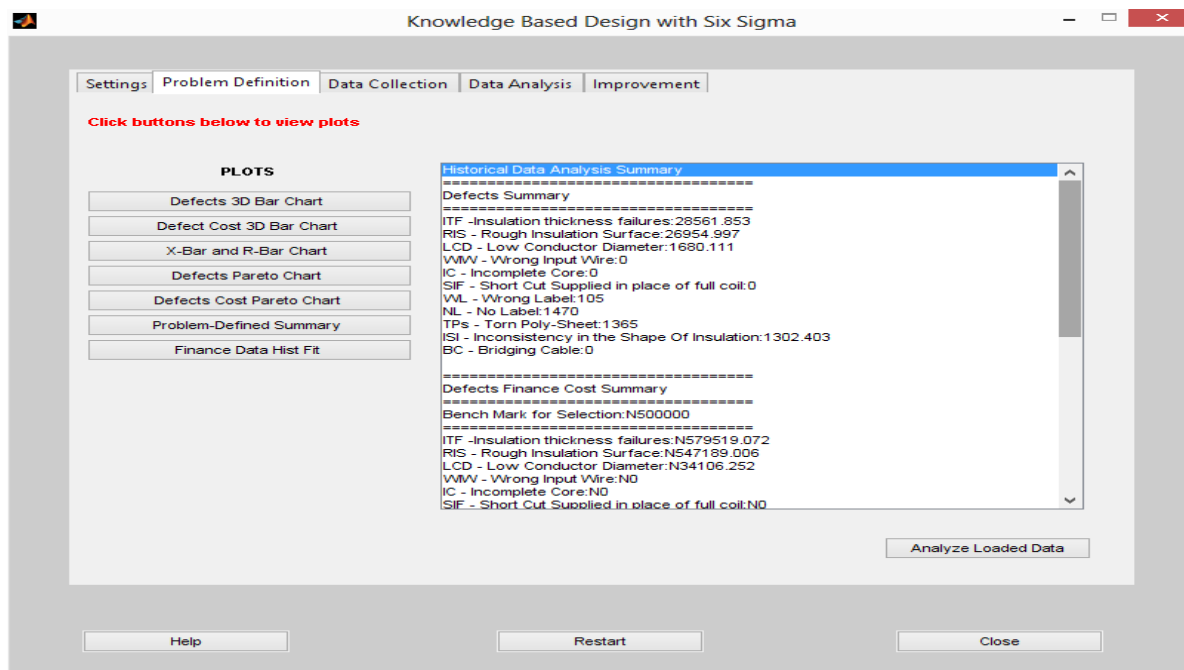 Knowledge Based Design with Six Sigma
Settings Problem Definition Data Collection Data Analysis Improvement
Click buttons below to view plots
PLOTS
Defects 3D Bar Chart
Defect Cost 3D Bar Chart
X-Bar and R-Bar Chart
Defects Pareto Chart
Defects Cost Pareto Chart
Problem-Defined Summary
Finance Data Hist Fit
Historical Data Analysis Summary
===================================
Defects Summary
===================================
ITF -Insulation thickness failures:28561.853
RIS - Rough Insulation Surface:26954.997
LCD - Low Conductor Diameter:1680.111
WIW - Wrong Input Wire:0
IC - Incomplete Core:0
SIF - Short Cut Supplied in place of full coil:0
WL - Wrong Label:105
NL - No Label:1470
TPs - Torn Poly-Sheet:1365
ISI - Inconsistency in the Shape Of Insulation:1302.403
BC - Bridging Cable:0
===================================
Defects Finance Cost Summary
===================================
Bench Mark for Selection:N500000
===================================
ITF -Insulation thickness failures:N579519.072
RIS - Rough Insulation Surface:N547189.006
LCD - Low Conductor Diameter:N34106.252
WIW - Wrong Input Wire:N0
IC - Incomplete Core:N0
SIF - Short Cut Supplied in place of full coil:N0
Analyze Loaded Data
Help Restart Close